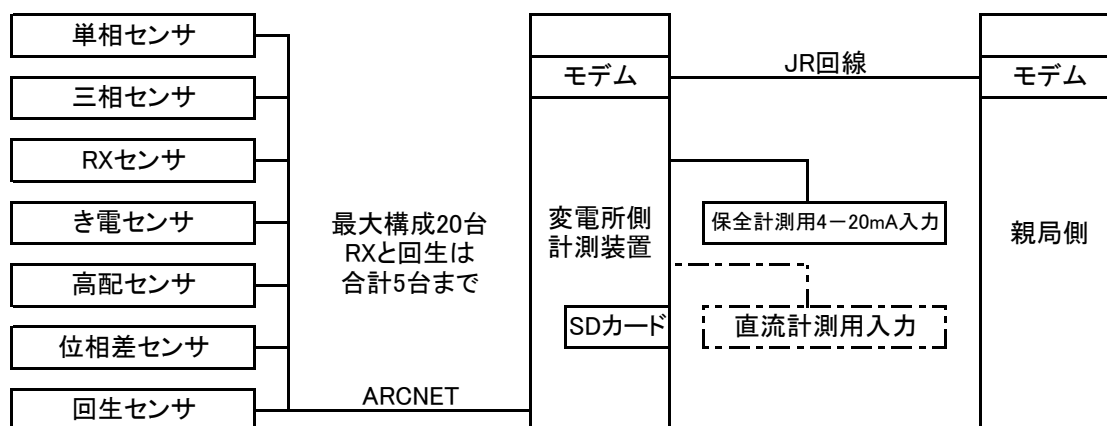 単相センサ
三相センサ
RXセンサ
き電センサ
高配センサ
位相差センサ
回生センサ
最大構成20台
RXと回生は
合計5台まで
ARCNET
モデム
変電所側
計測装置
SDカード
JR回線
保全計測用4－20mA入力
直流計測用入力
モデム
親局側